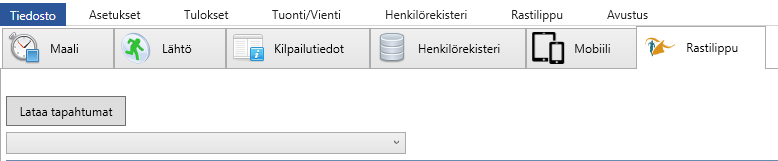 Tiedosto Asetukset Tulokset Tuonti/Vienti Henkilörekisteri Rastilippu Avustus
Maali Lähtö Kilpailutiedot Henkilörekisteri Mobiili Rastilippu
Lataa tapahtumat